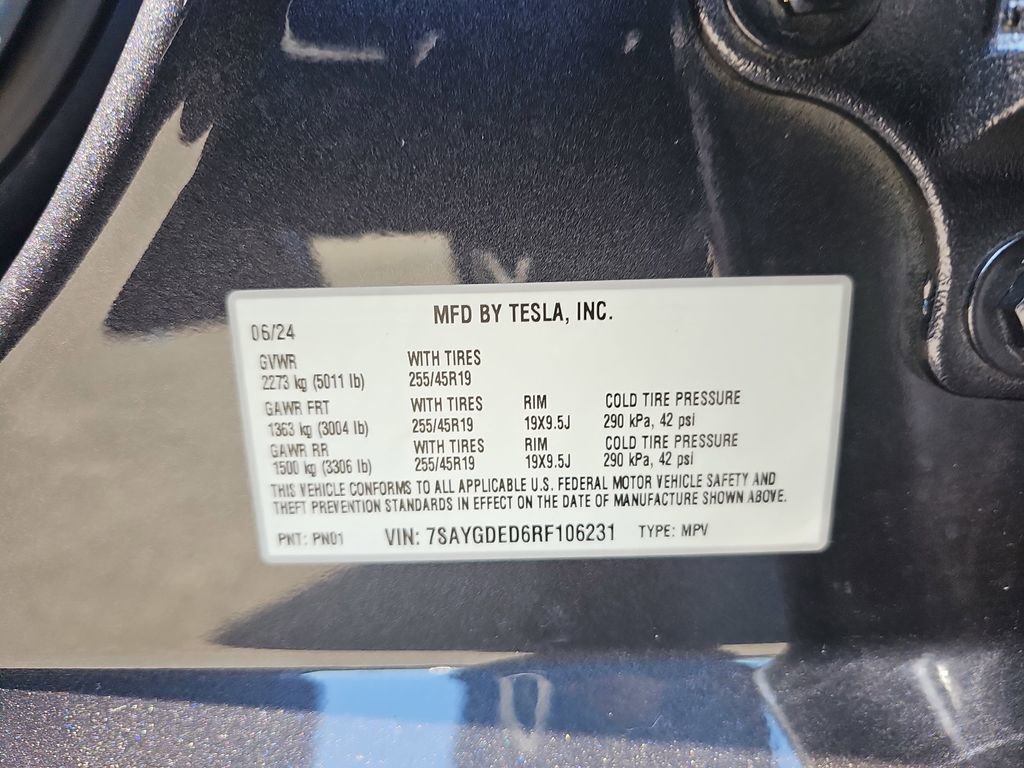 MFD BY TESLA, INC.
06/24
GVWR WITH TIRES
2273 kg (5011 lb) 255/45R19
GAWR FRT WITH TIRES RIM COLD TIRE PRESSURE
1363 kg (3004 lb) 255/45R19 19X9.5J 290 kPa, 42 psi
GAWR RR WITH TIRES RIM COLD TIRE PRESSURE
1500 kg (3306 lb) 255/45R19 19X9.5J 290 kPa, 42 psi
THIS VEHICLE CONFORMS TO ALL APPLICABLE U.S. FEDERAL MOTOR VEHICLE SAFETY AND
THEFT PREVENTION STANDARDS IN EFFECT ON THE DATE OF MANUFACTURE SHOWN ABOVE.
PNT: PN01 VIN: 7SAYGDED6RF106231 TYPE: MPV